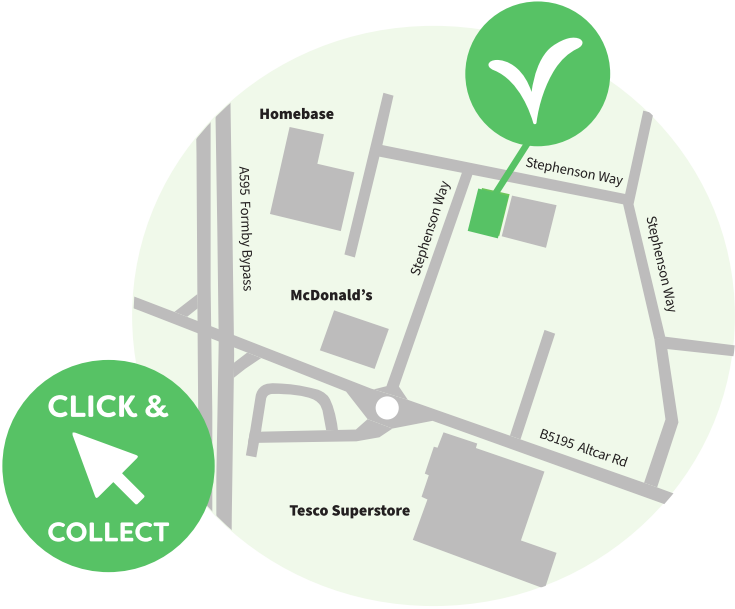 Homebase
Stephenson Way
A595 Formby Bypass
Stephenson Way
Stephenson Way
McDonald's
CLICK &
COLLECT
B5195 Altcar Rd
Tesco Superstore